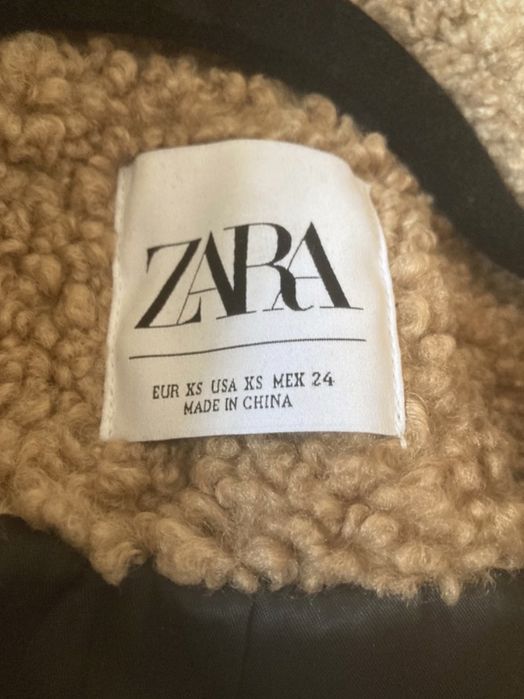 ZARA
EUR XS USA XS MEX 24
MADE IN CHINA